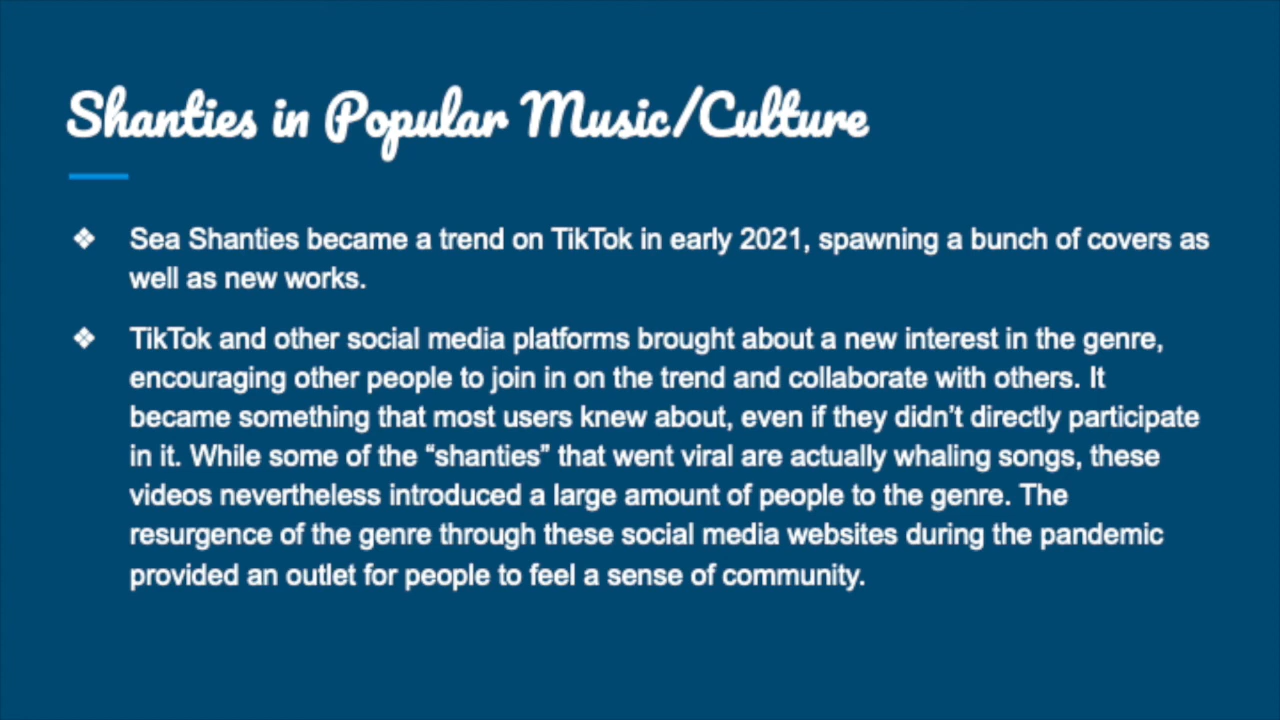 Shanties in Popular Music/Culture
❖ Sea Shanties became a trend on TikTok in early 2021, spawning a bunch of covers as
well as new works.
❖ TikTok and other social media platforms brought about a new interest in the genre,
encouraging other people to join in on the trend and collaborate with others. It
became something that most users knew about, even if they didn’t directly participate
in it. While some of the “shanties” that went viral are actually whaling songs, these
videos nevertheless introduced a large amount of people to the genre. The
resurgence of the genre through these social media websites during the pandemic
provided an outlet for people to feel a sense of community.